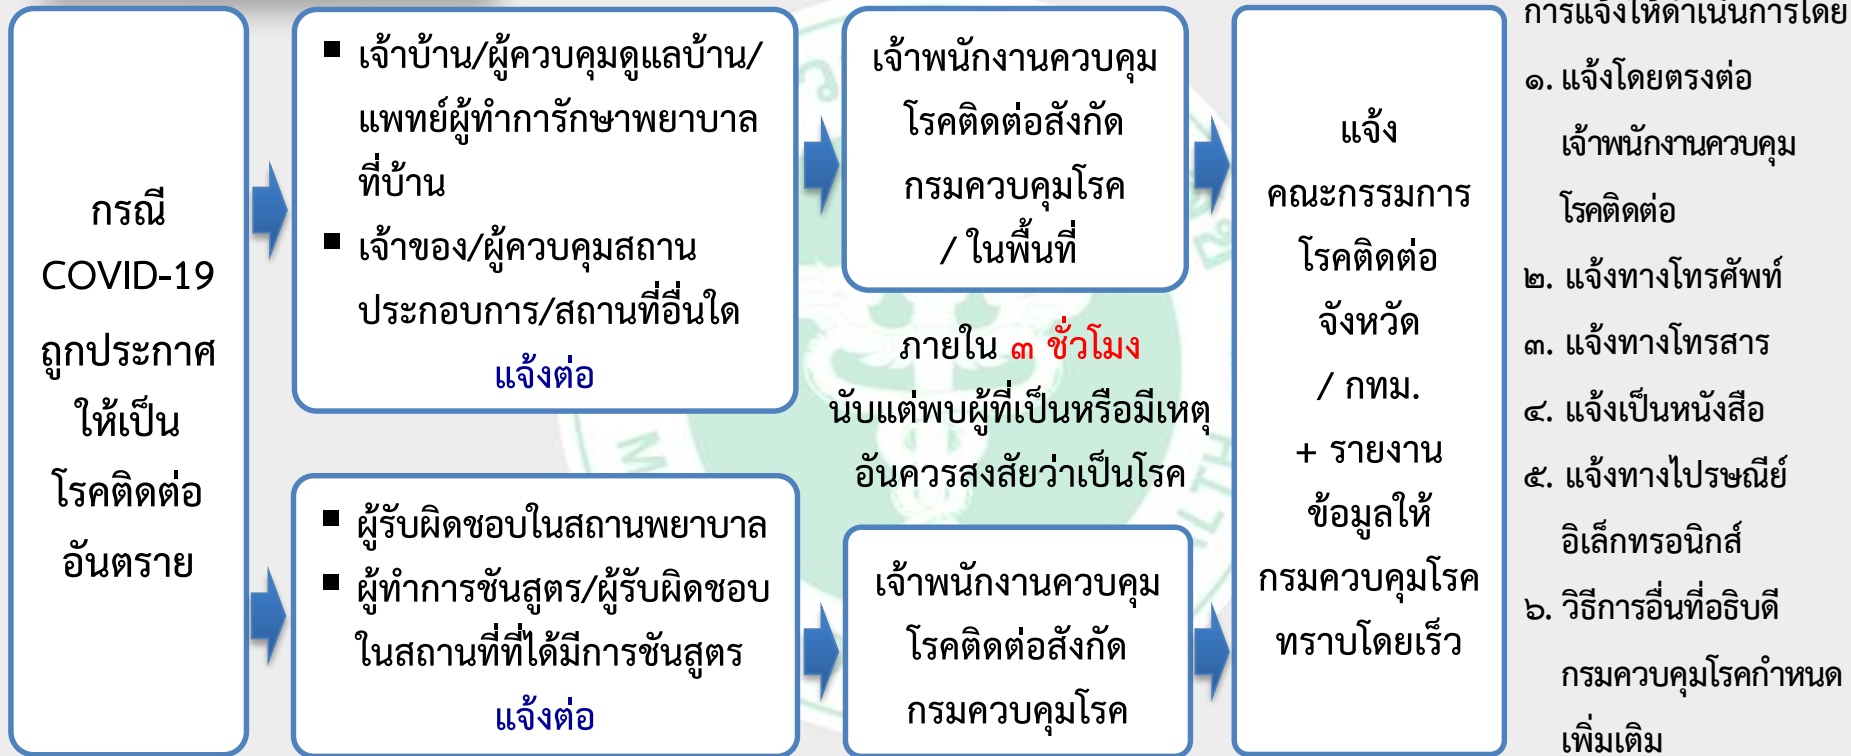 กรณี
COVID-19
ถูกประกาศ
ให้เป็น
โรคติดต่อ
อันตราย
▪ เจ้าบ้าน/ผู้ควบคุมดูแลบ้าน/
แพทย์ผู้ทำการรักษาพยาบาล
ที่บ้าน
▪ เจ้าของ/ผู้ควบคุมสถาน
ประกอบการ/สถานที่อื่นใด
แจ้งต่อ
▪ ผู้รับผิดชอบในสถานพยาบาล
▪ ผู้ทำการชันสูตร/ผู้รับผิดชอบ
ในสถานที่ที่ได้มีการชันสูตร
แจ้งต่อ
เจ้าพนักงานควบคุม
โรคติดต่อสังกัด
กรมควบคุมโรค
/ ในพื้นที่
ภายใน ๓ ชั่วโมง
นับแต่พบผู้ที่เป็นหรือมีเหตุ
อันควรสงสัยว่าเป็นโรค
เจ้าพนักงานควบคุม
โรคติดต่อสังกัด
กรมควบคุมโรค
แจ้ง
คณะกรรมการ
โรคติดต่อ
จังหวัด
/ กทม.
+ รายงาน
ข้อมูลให้
กรมควบคุมโรค
ทราบโดยเร็ว
การแจ้งให้ดำเนินการโดย
๑. แจ้งโดยตรงต่อ
เจ้าพนักงานควบคุม
โรคติดต่อ
๒. แจ้งทางโทรศัพท์
๓. แจ้งทางโทรสาร
๔. แจ้งเป็นหนังสือ
๕. แจ้งทางไปรษณีย์
อิเล็กทรอนิกส์
๖. วิธีการอื่นที่อธิบดี
กรมควบคุมโรคกำหนด
เพิ่มเติม